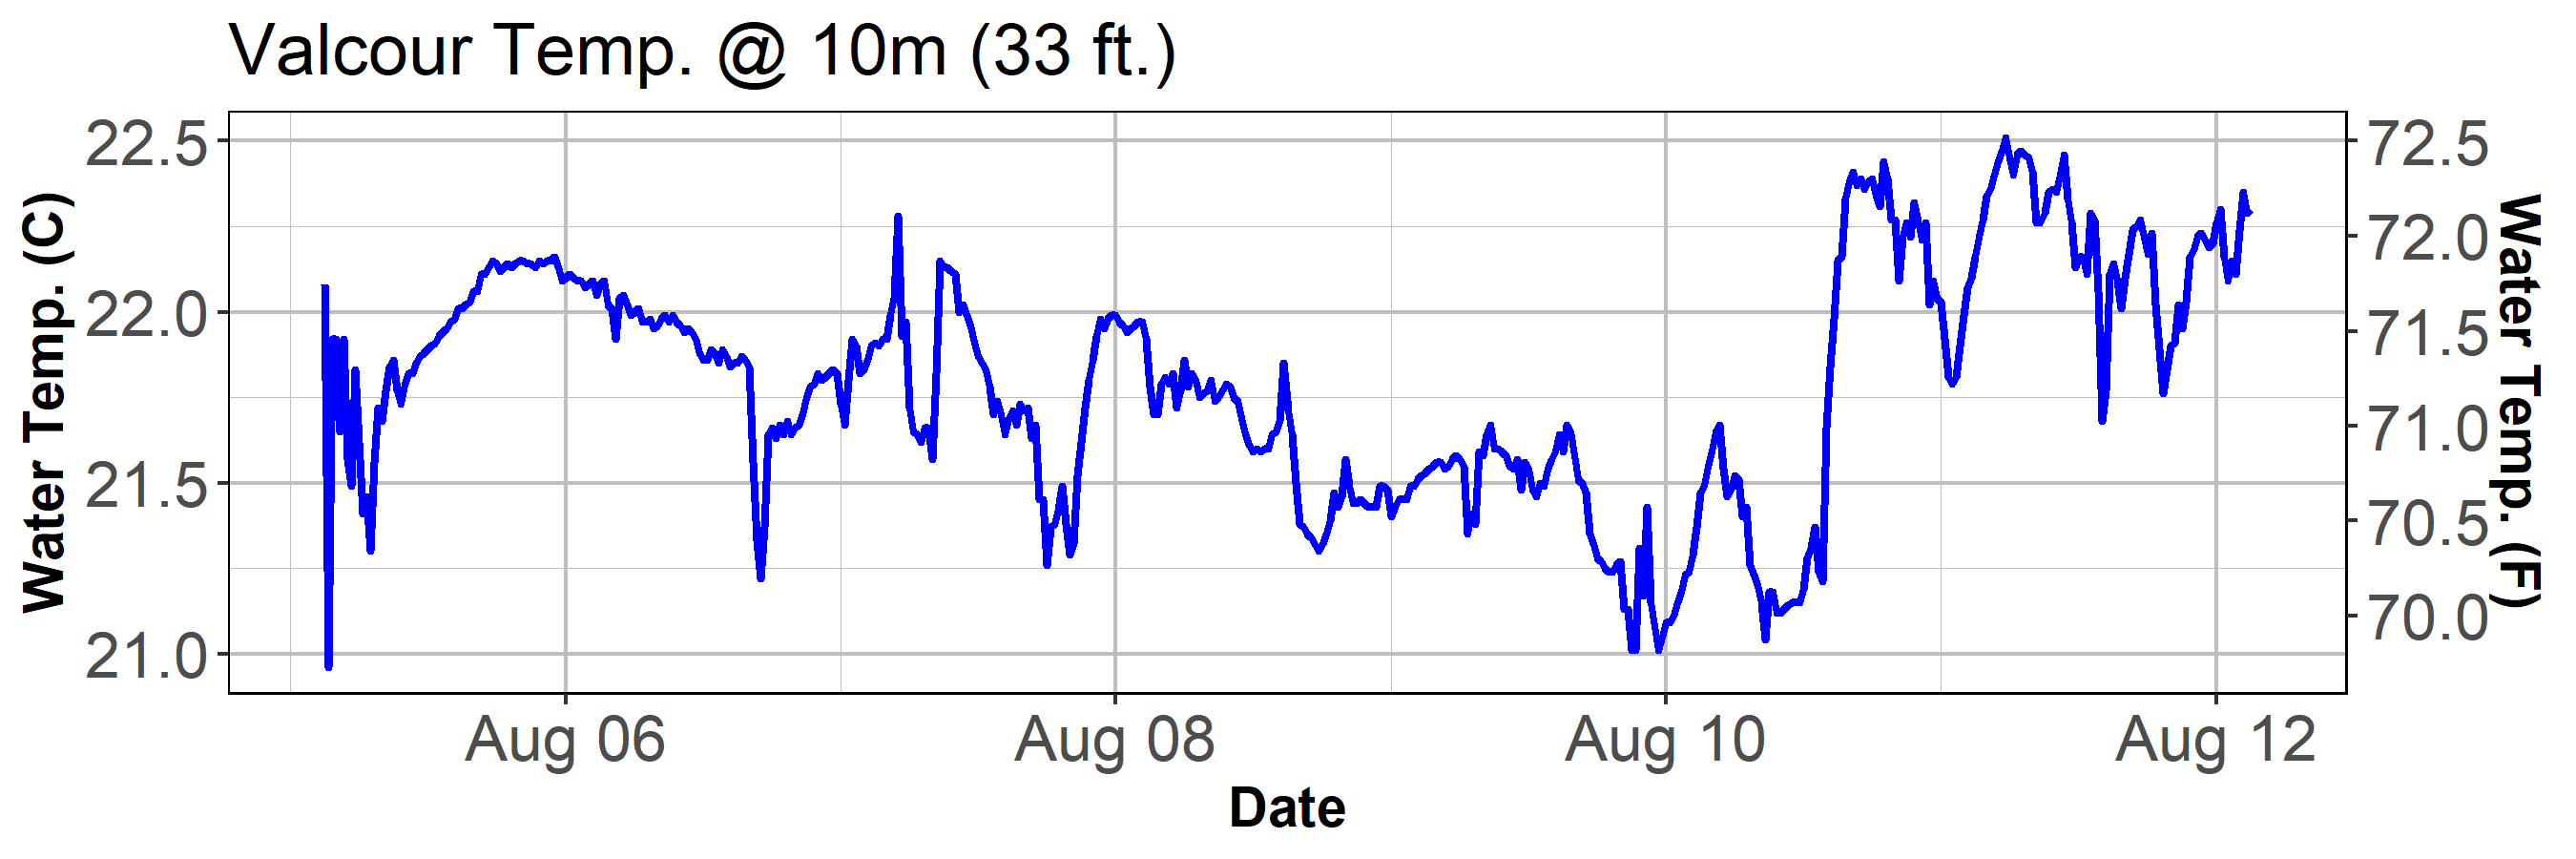 Valcour Temp. @ 10m (33 ft.)
Water Temp. (C)
22.5
22.0
21.5
21.0
72.5
72.0
71.5
71.0
70.5
70.0
Water Temp. (F)
Aug 06 Aug 08 Aug 10 Aug 12
Date